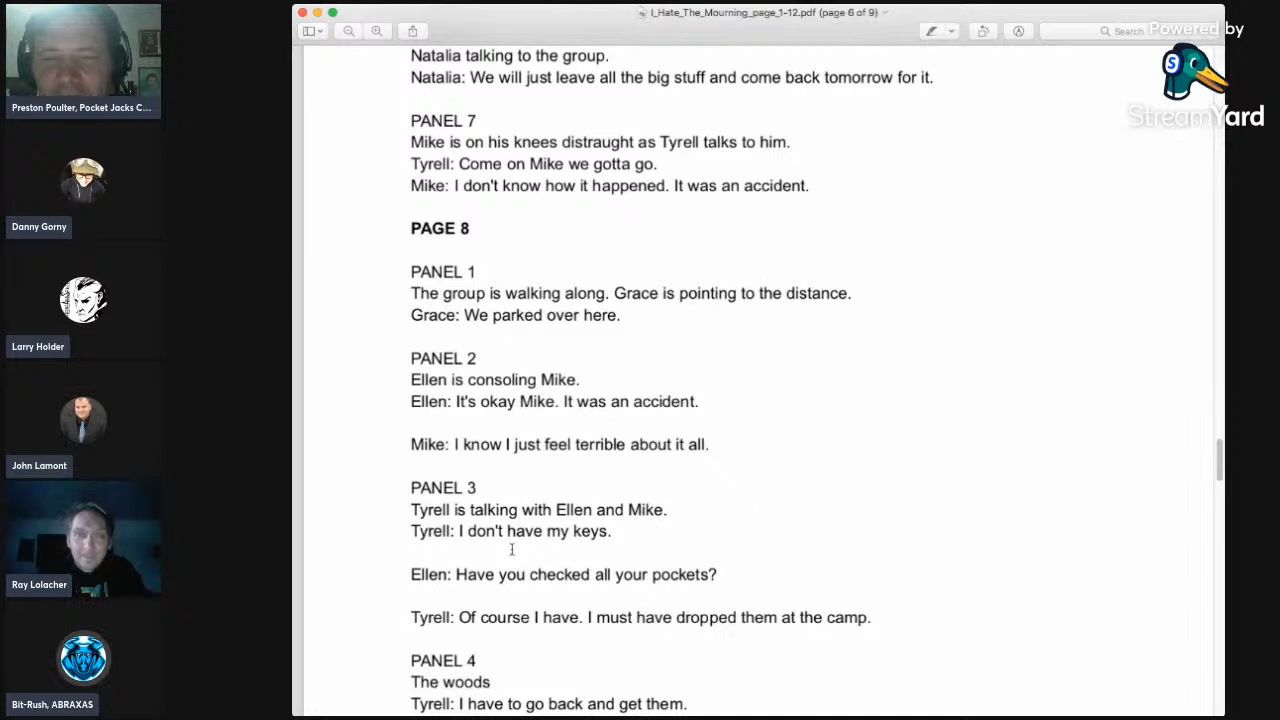 I_Hate_The_Mourning_page_1-12.pdf (page 6 of 9)
Search
Powered by
StreamYard
Preston Poulter, Pocket Jacks C...
Danny Gorny
Larry Holder
John Lamont
Ray Lolacher
Bit-Rush, ABRAXAS
Natalia talking to the group.
Natalia: We will just leave all the big stuff and come back tomorrow for it.
PANEL 7
Mike is on his knees distraught as Tyrell talks to him.
Tyrell: Come on Mike we gotta go.
Mike: I don't know how it happened. It was an accident.
PAGE 8
PANEL 1
The group is walking along. Grace is pointing to the distance.
Grace: We parked over here.
PANEL 2
Ellen is consoling Mike.
Ellen: It's okay Mike. It was an accident.
Mike: I know I just feel terrible about it all.
PANEL 3
Tyrell is talking with Ellen and Mike.
Tyrell: I don't have my keys.
Ellen: Have you checked all your pockets?
Tyrell: Of course I have. I must have dropped them at the camp.
PANEL 4
The woods
Tyrell: I have to go back and get them.